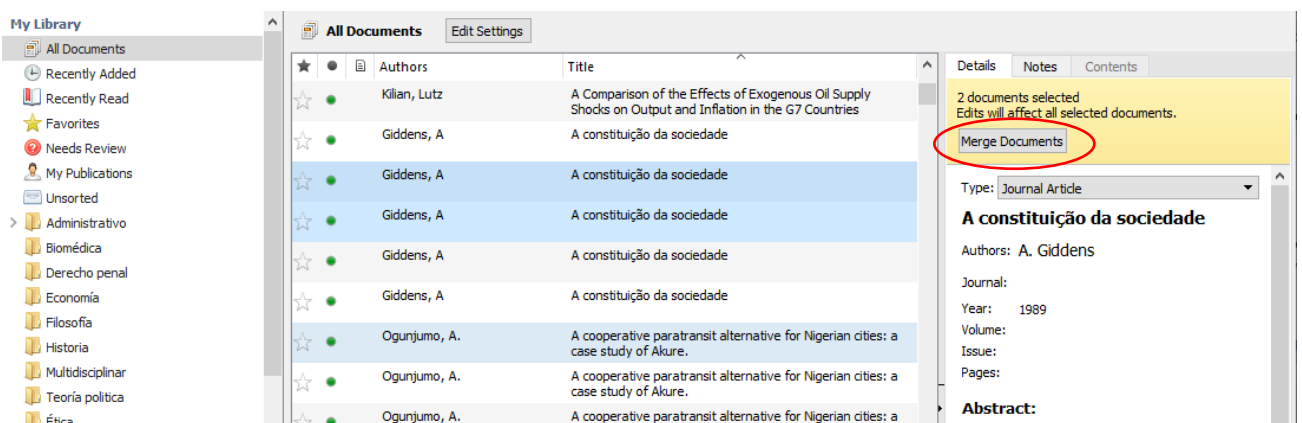 My Library
All Documents
Recently Added
Recently Read
Favorites
Needs Review
My Publications
Unsorted
Administrativo
Biomédica
Derecho penal
Economía
Filosofía
Historia
Multidisciplinar
Teoría politica
Ética
All Documents Edit Settings
Authors Title
Kilian, Lutz A Comparison of the Effects of Exogenous Oil Supply
Shocks on Output and Inflation in the G7 Countries
Giddens, A A constituição da sociedade
Giddens, A A constituição da sociedade
Giddens, A A constituição da sociedade
Giddens, A A constituição da sociedade
Giddens, A A constituição da sociedade
Ogunjumo, A. A cooperative paratransit alternative for Nigerian cities: a
case study of Akure.
Ogunjumo, A. A cooperative paratransit alternative for Nigerian cities: a
case study of Akure.
Ogunjumo, A. A cooperative paratransit alternative for Nigerian cities: a
Details Notes Contents
2 documents selected
Edits will affect all selected documents.
Merge Documents
Type: Journal Article
A constituição da sociedade
Authors: A. Giddens
Journal:
Year: 1989
Volume:
Issue:
Pages:
Abstract: